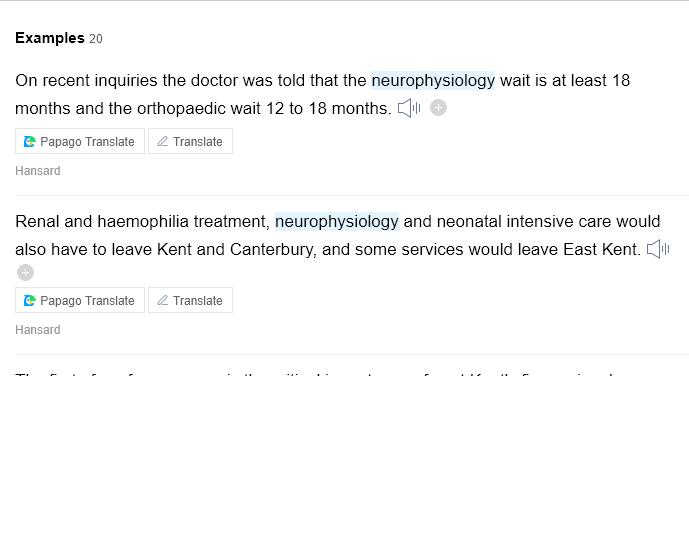 Examples 20
On recent inquiries the doctor was told that the neurophysiology wait is at least 18
months and the orthopaedic wait 12 to 18 months.
Papago Translate Translate
Hansard
Renal and haemophilia treatment, neurophysiology and neonatal intensive care would
also have to leave Kent and Canterbury, and some services would leave East Kent.
Papago Translate Translate
Hansard